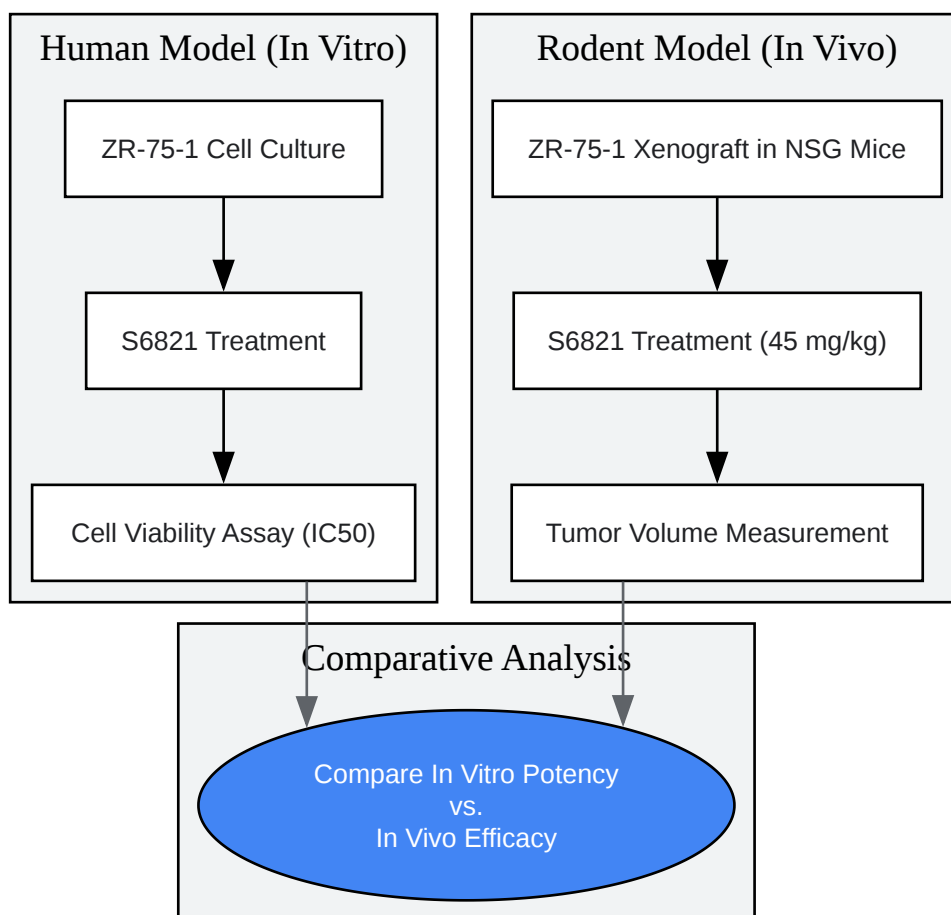 Human Model (In Vitro)
ZR-75-1 Cell Culture
S6821 Treatment
Cell Viability Assay (IC50)
Rodent Model (In Vivo)
ZR-75-1 Xenograft in NSG Mice
S6821 Treatment (45 mg/kg)
Tumor Volume Measurement
Comparative Analysis
Compare In Vitro Potency
vs.
In Vivo Efficacy